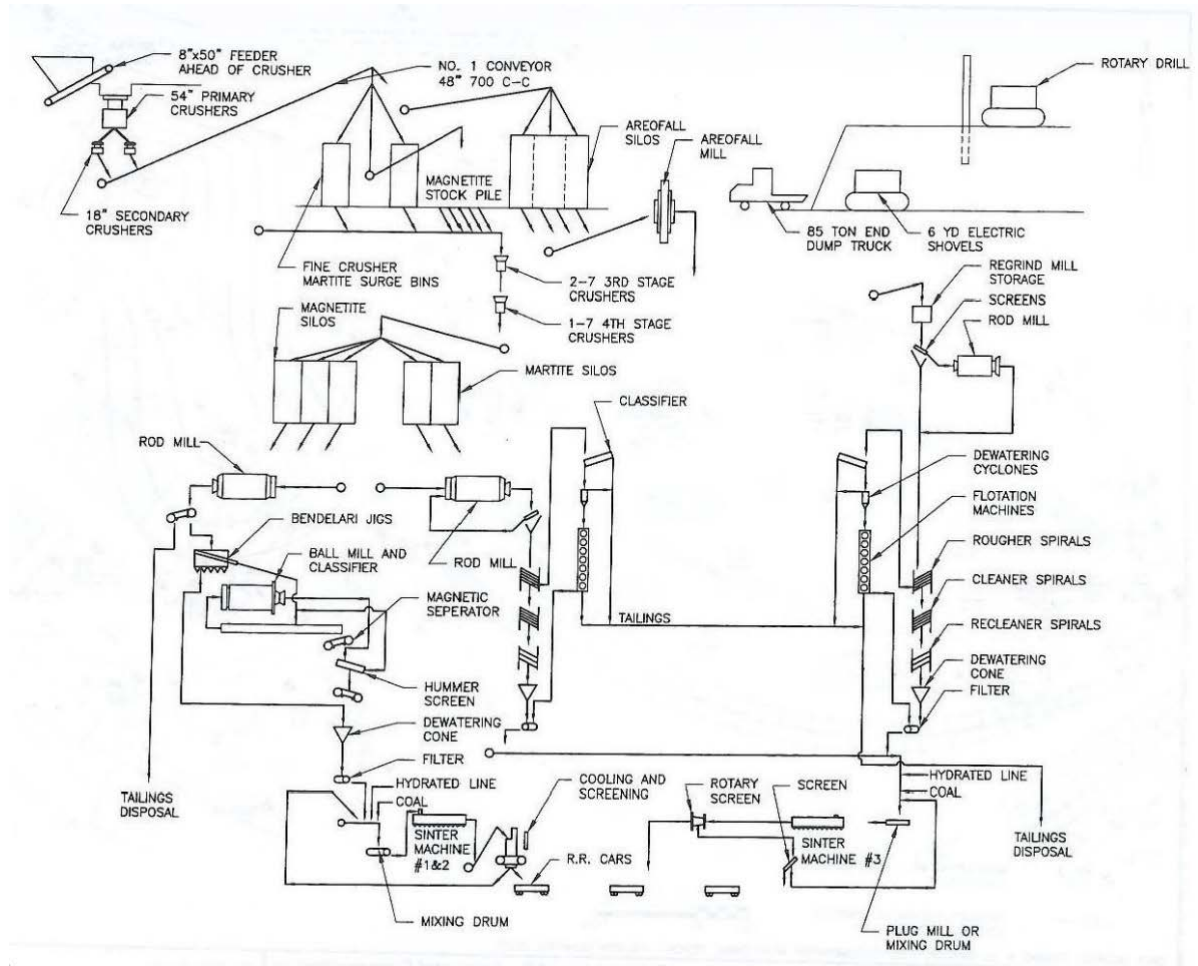 8"x50" FEEDER
AHEAD OF CRUSHER
54" PRIMARY
CRUSHERS
18" SECONDARY
CRUSHERS
NO. 1 CONVEYOR
48" 700 C-C
MAGNETITE
STOCK PILE
AREOFALL
SILOS
AREOFALL
MILL
ROTARY DRILL
85 TON END
DUMP TRUCK
6 YD ELECTRIC
SHOVELS
FINE CRUSHER
MARTITE SURGE BINS
2-7 3RD STAGE
CRUSHERS
1-7 4TH STAGE
CRUSHERS
MAGNETITE
SILOS
MARTITE SILOS
REGRIND MILL
STORAGE
SCREENS
ROD MILL
CLASSIFIER
ROD MILL
BENDELARI JIGS
BALL MILL AND
CLASSIFIER
ROD MILL
MAGNETIC
SEPERATOR
HUMMER
SCREEN
DEWATERING
CONE
FILTER
TAILINGS
DEWATERING
CYCLONES
FLOTATION
MACHINES
ROUGHER SPIRALS
CLEANER SPIRALS
RECLEANER SPIRALS
DEWATERING
CONE
FILTER
TAILINGS
DISPOSAL
HYDRATED LINE
COAL
SINTER
MACHINE
#1&2
MIXING DRUM
COOLING AND
SCREENING
R.R. CARS
ROTARY
SCREEN
SCREEN
SINTER
MACHINE #3
HYDRATED LINE
COAL
TAILINGS
DISPOSAL
PLUG MILL OR
MIXING DRUM